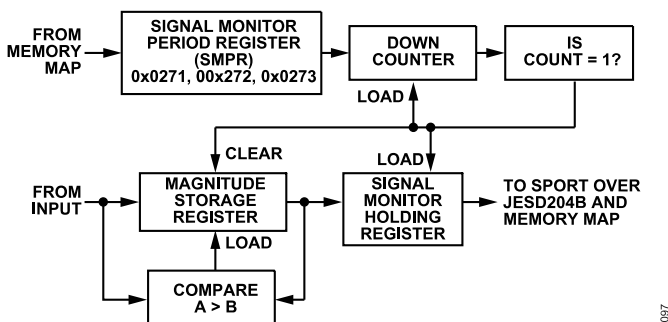 FROM
MEMORY
MAP
SIGNAL MONITOR
PERIOD REGISTER
(SMPR)
0x0271, 00x272, 0x0273
DOWN
COUNTER
IS
COUNT = 1?
LOAD
CLEAR
LOAD
FROM
INPUT
MAGNITUDE
STORAGE
REGISTER
SIGNAL
MONITOR
HOLDING
REGISTER
TO SPORT OVER
JESD204B AND
MEMORY MAP
LOAD
COMPARE
A > B
097